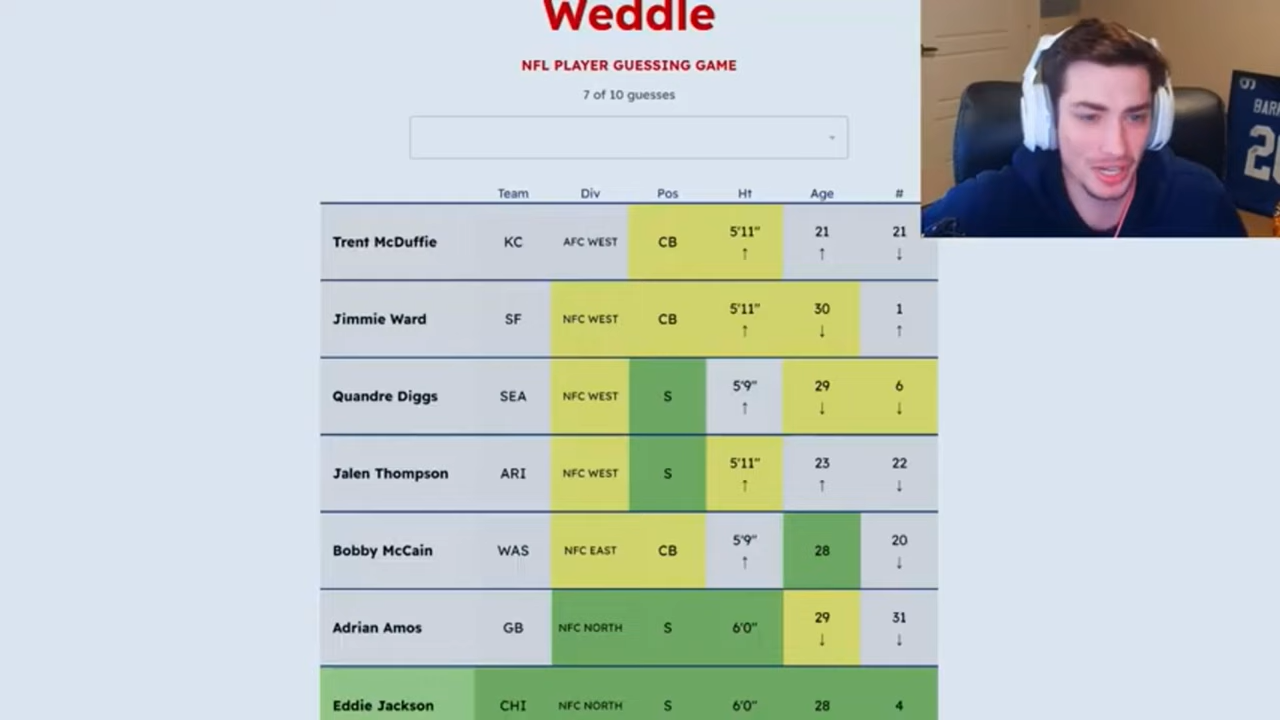 Weddle
NFL PLAYER GUESSING GAME
7 of 10 guesses
Team Div Pos Ht Age #
Trent McDuffie KC AFC WEST CB 5'11" ↑ 21 ↑ 21 ↓
Jimmie Ward SF NFC WEST CB 5'11" ↑ 30 ↓ 1 ↑
Quandre Diggs SEA NFC WEST S 5'9" ↑ 29 ↓ 6 ↓
Jalen Thompson ARI NFC WEST S 5'11" ↑ 23 ↑ 22 ↓
Bobby McCain WAS NFC EAST CB 5'9" ↑ 28 20 ↓
Adrian Amos GB NFC NORTH S 6'0" 29 ↓ 31 ↓
Eddie Jackson CHI NFC NORTH S 6'0" 28 4